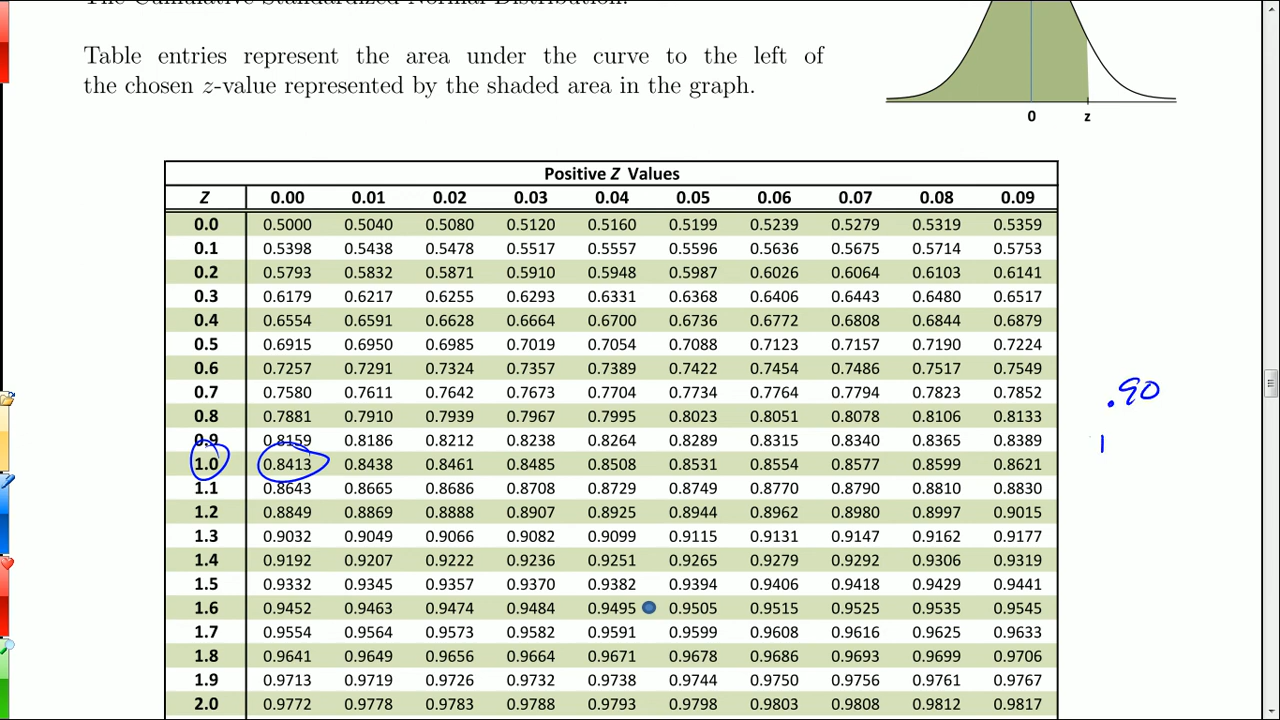 The Cumulative Standardized Normal Distribution.
Table entries represent the area under the curve to the left of
the chosen z-value represented by the shaded area in the graph.
0 z
Positive Z Values
Z 0.00 0.01 0.02 0.03 0.04 0.05 0.06 0.07 0.08 0.09
0.0 0.5000 0.5040 0.5080 0.5120 0.5160 0.5199 0.5239 0.5279 0.5319 0.5359
0.1 0.5398 0.5438 0.5478 0.5517 0.5557 0.5596 0.5636 0.5675 0.5714 0.5753
0.2 0.5793 0.5832 0.5871 0.5910 0.5948 0.5987 0.6026 0.6064 0.6103 0.6141
0.3 0.6179 0.6217 0.6255 0.6293 0.6331 0.6368 0.6406 0.6443 0.6480 0.6517
0.4 0.6554 0.6591 0.6628 0.6664 0.6700 0.6736 0.6772 0.6808 0.6844 0.6879
0.5 0.6915 0.6950 0.6985 0.7019 0.7054 0.7088 0.7123 0.7157 0.7190 0.7224
0.6 0.7257 0.7291 0.7324 0.7357 0.7389 0.7422 0.7454 0.7486 0.7517 0.7549
0.7 0.7580 0.7611 0.7642 0.7673 0.7704 0.7734 0.7764 0.7794 0.7823 0.7852
.90
0.8 0.7881 0.7910 0.7939 0.7967 0.7995 0.8023 0.8051 0.8078 0.8106 0.8133
0.9 0.8159 0.8186 0.8212 0.8238 0.8264 0.8289 0.8315 0.8340 0.8365 0.8389
1
1.0 0.8413 0.8438 0.8461 0.8485 0.8508 0.8531 0.8554 0.8577 0.8599 0.8621
1.1 0.8643 0.8665 0.8686 0.8708 0.8729 0.8749 0.8770 0.8790 0.8810 0.8830
1.2 0.8849 0.8869 0.8888 0.8907 0.8925 0.8944 0.8962 0.8980 0.8997 0.9015
1.3 0.9032 0.9049 0.9066 0.9082 0.9099 0.9115 0.9131 0.9147 0.9162 0.9177
1.4 0.9192 0.9207 0.9222 0.9236 0.9251 0.9265 0.9279 0.9292 0.9306 0.9319
1.5 0.9332 0.9345 0.9357 0.9370 0.9382 0.9394 0.9406 0.9418 0.9429 0.9441
1.6 0.9452 0.9463 0.9474 0.9484 0.9495 0.9505 0.9515 0.9525 0.9535 0.9545
1.7 0.9554 0.9564 0.9573 0.9582 0.9591 0.9599 0.9608 0.9616 0.9625 0.9633
1.8 0.9641 0.9649 0.9656 0.9664 0.9671 0.9678 0.9686 0.9693 0.9699 0.9706
1.9 0.9713 0.9719 0.9726 0.9732 0.9738 0.9744 0.9750 0.9756 0.9761 0.9767
2.0 0.9772 0.9778 0.9783 0.9788 0.9793 0.9798 0.9803 0.9808 0.9812 0.9817